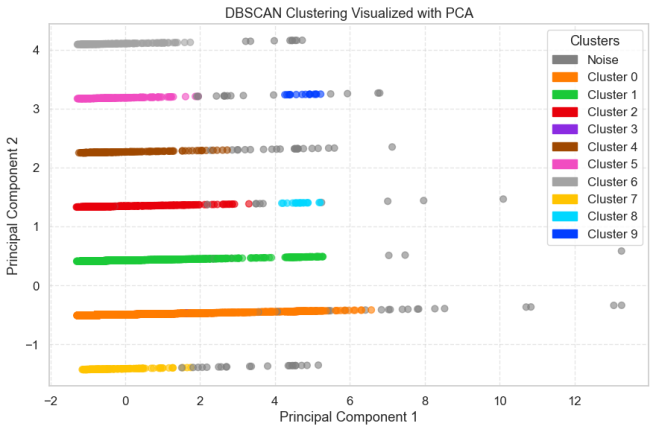 DBSCAN Clustering Visualized with PCA
Principal Component 2
4
3
2
1
0
−1
Clusters
Noise
Cluster 0
Cluster 1
Cluster 2
Cluster 3
Cluster 4
Cluster 5
Cluster 6
Cluster 7
Cluster 8
Cluster 9
−2 0 2 4 6 8 10 12
Principal Component 1